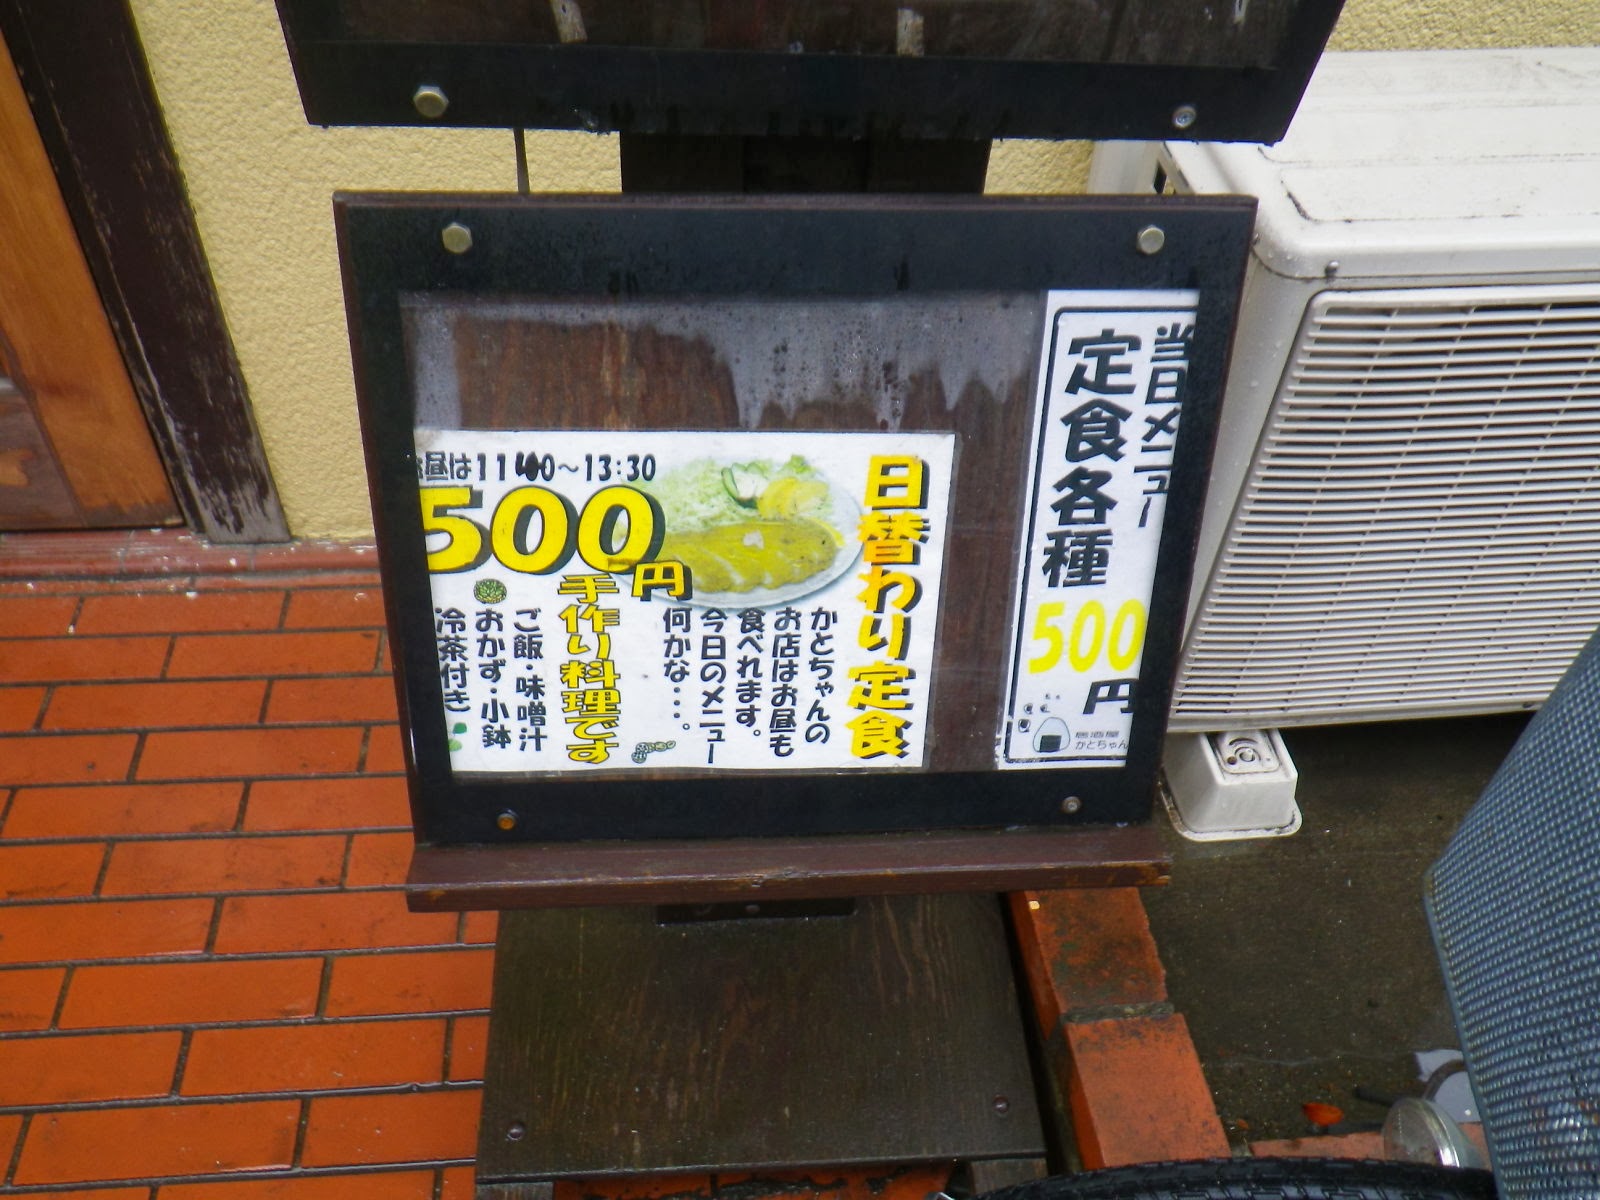 当日メニュー
定食各種
500
円
居酒屋
かとちゃん
日替わり定食
かとちゃんの
お店はお昼も
食べれます。
今日のメニュー
何かな・・・。
お昼は11:00～13:30
500円
手作り料理です
ご飯・味噌汁
おかず・小鉢
冷茶付き